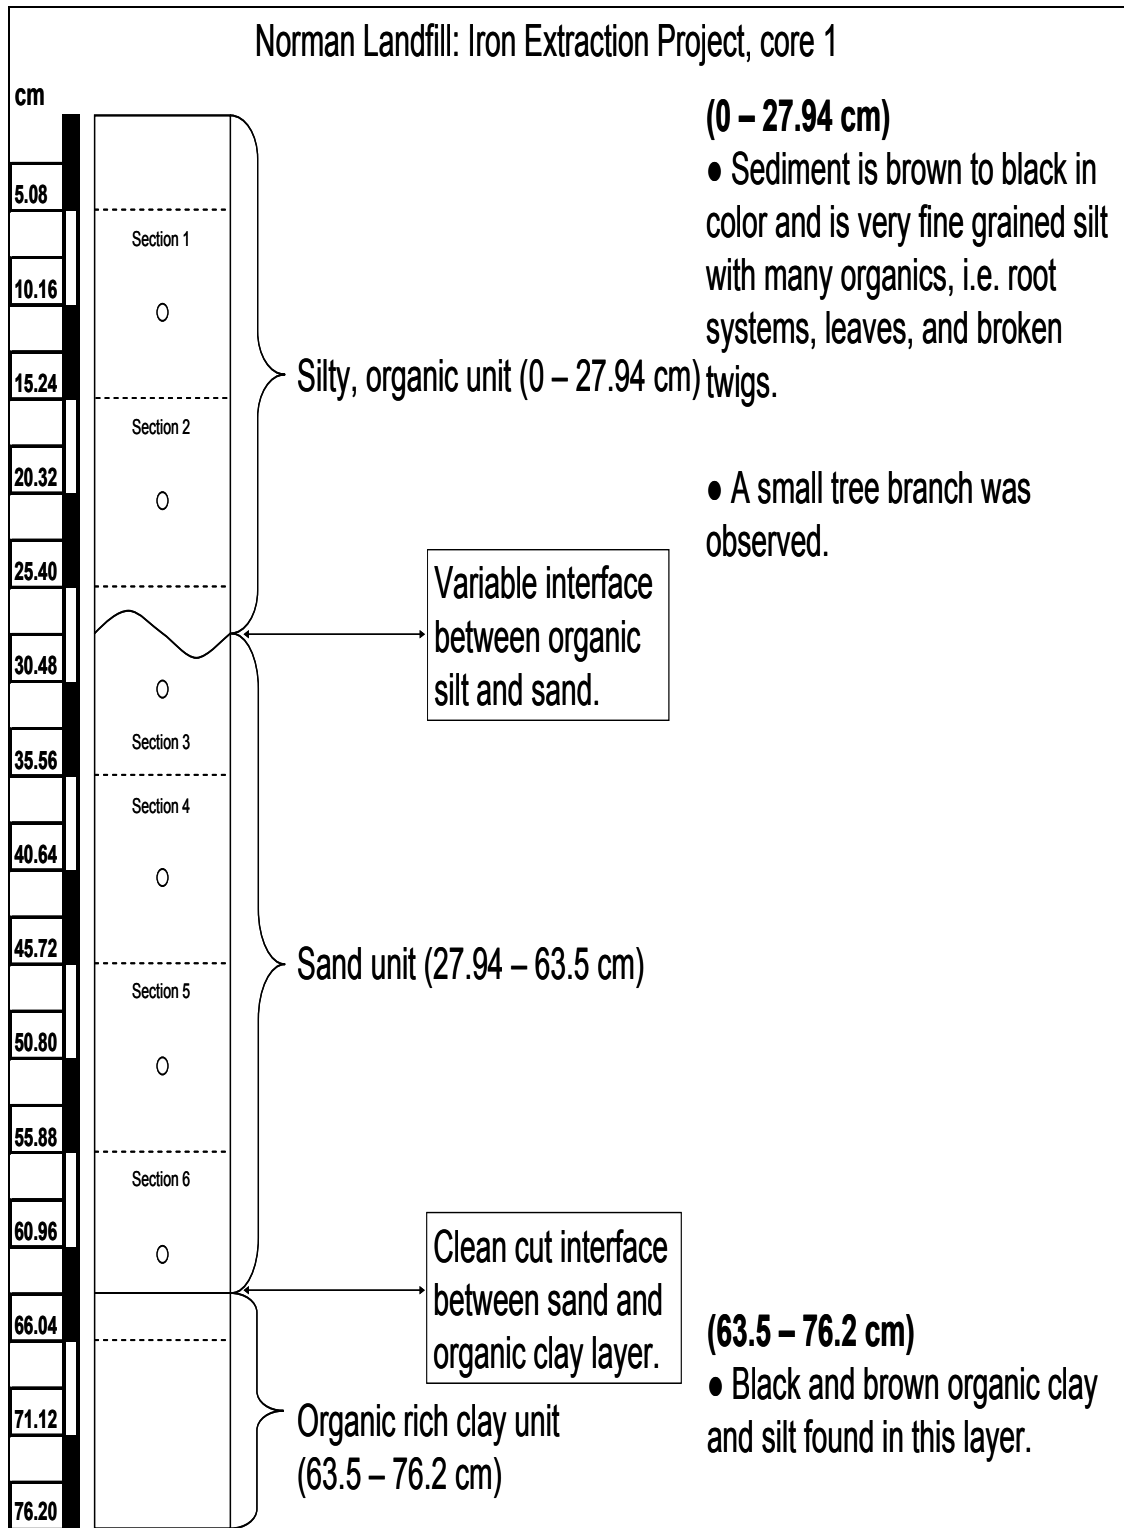 Norman Landfill: Iron Extraction Project, core 1
cm
5.08
10.16
15.24
20.32
25.40
30.48
35.56
40.64
45.72
50.80
55.88
60.96
66.04
71.12
76.20
Section 1
Section 2
Section 3
Section 4
Section 5
Section 6
Silty, organic unit (0 – 27.94 cm)
Variable interface
between organic
silt and sand.
Sand unit (27.94 – 63.5 cm)
Clean cut interface
between sand and
organic clay layer.
Organic rich clay unit
(63.5 – 76.2 cm)
(0 – 27.94 cm)
● Sediment is brown to black in
color and is very fine grained silt
with many organics, i.e. root
systems, leaves, and broken
twigs.
● A small tree branch was
observed.
(63.5 – 76.2 cm)
● Black and brown organic clay
and silt found in this layer.